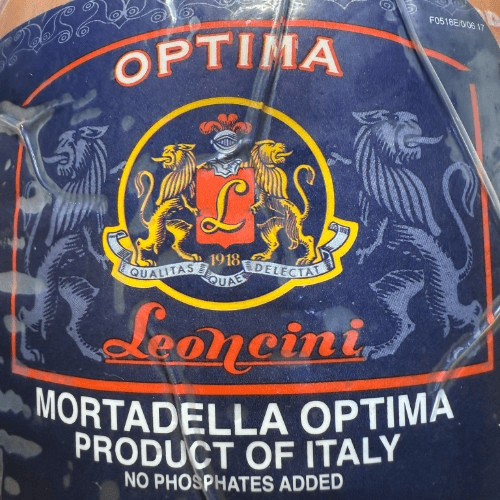 F0518E/0/06 17
OPTIMA
L
1918
QUALITAS QUAE DELECTAT
Leoncini
MORTADELLA OPTIMA
PRODUCT OF ITALY
NO PHOSPHATES ADDED